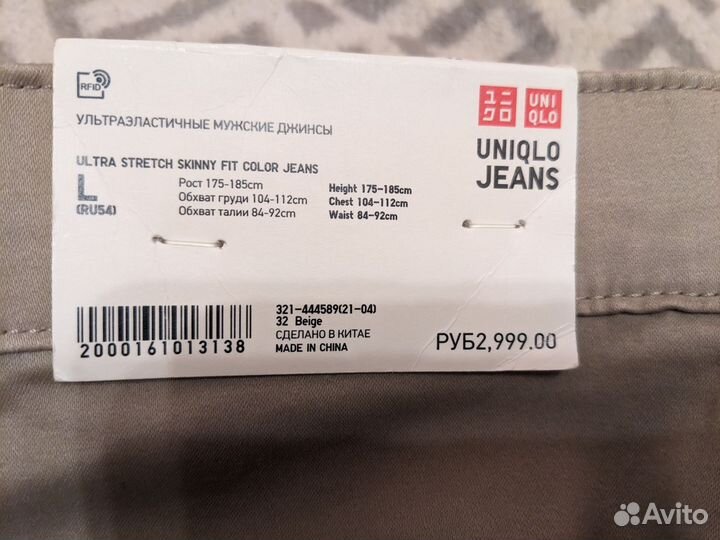 RFID
УЛЬТРАЭЛАСТИЧНЫЕ МУЖСКИЕ ДЖИНСЫ
ULTRA STRETCH SKINNY FIT COLOR JEANS
L
(RU54)
Рост 175-185cm
Обхват груди 104-112cm
Обхват талии 84-92cm
Height 175-185cm
Chest 104-112cm
Waist 84-92cm
ユニ
クロ
UNI
QLO
UNIQLO
JEANS
2000161013138
321-444589(21-04)
32 Beige
СДЕЛАНО В КИТАЕ
MADE IN CHINA
РУБ2,999.00
Avito